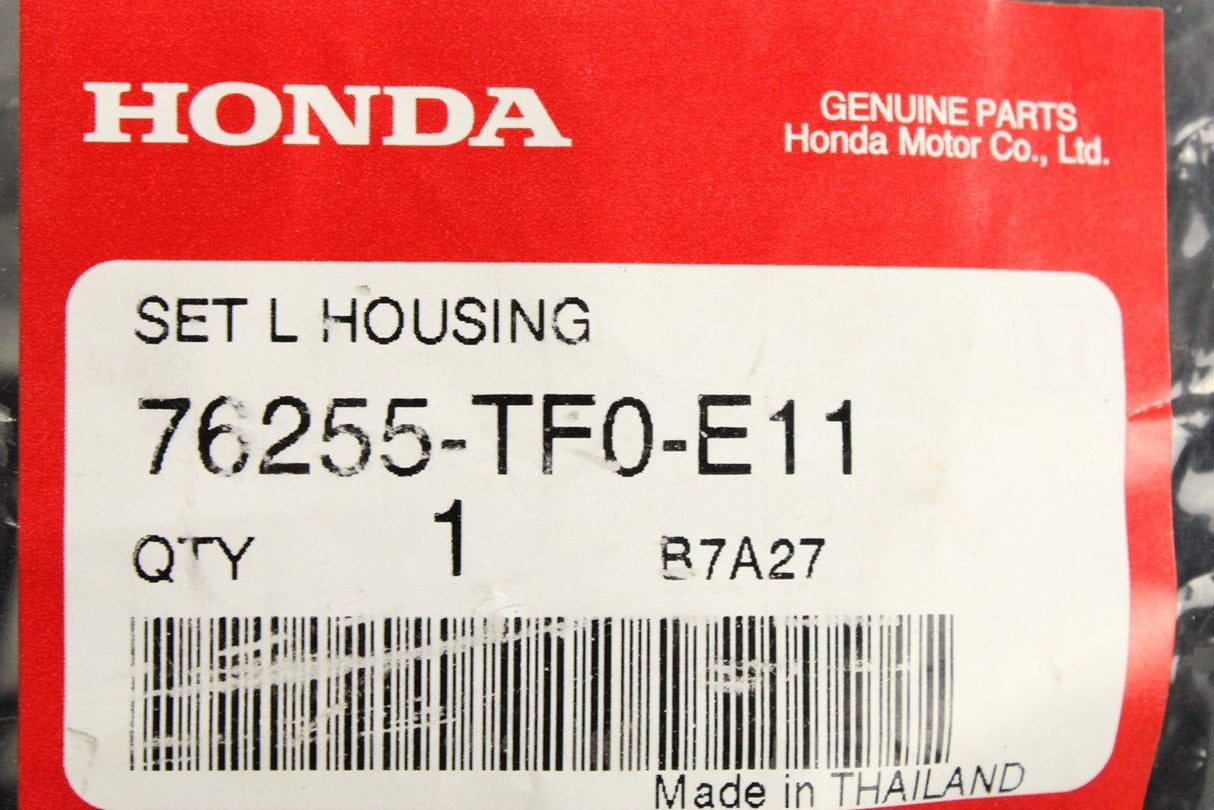 HONDA
GENUINE PARTS
Honda Motor Co., Ltd.
SET L HOUSING
76255-TF0-E11
QTY 1 B7A27
Made in THAILAND